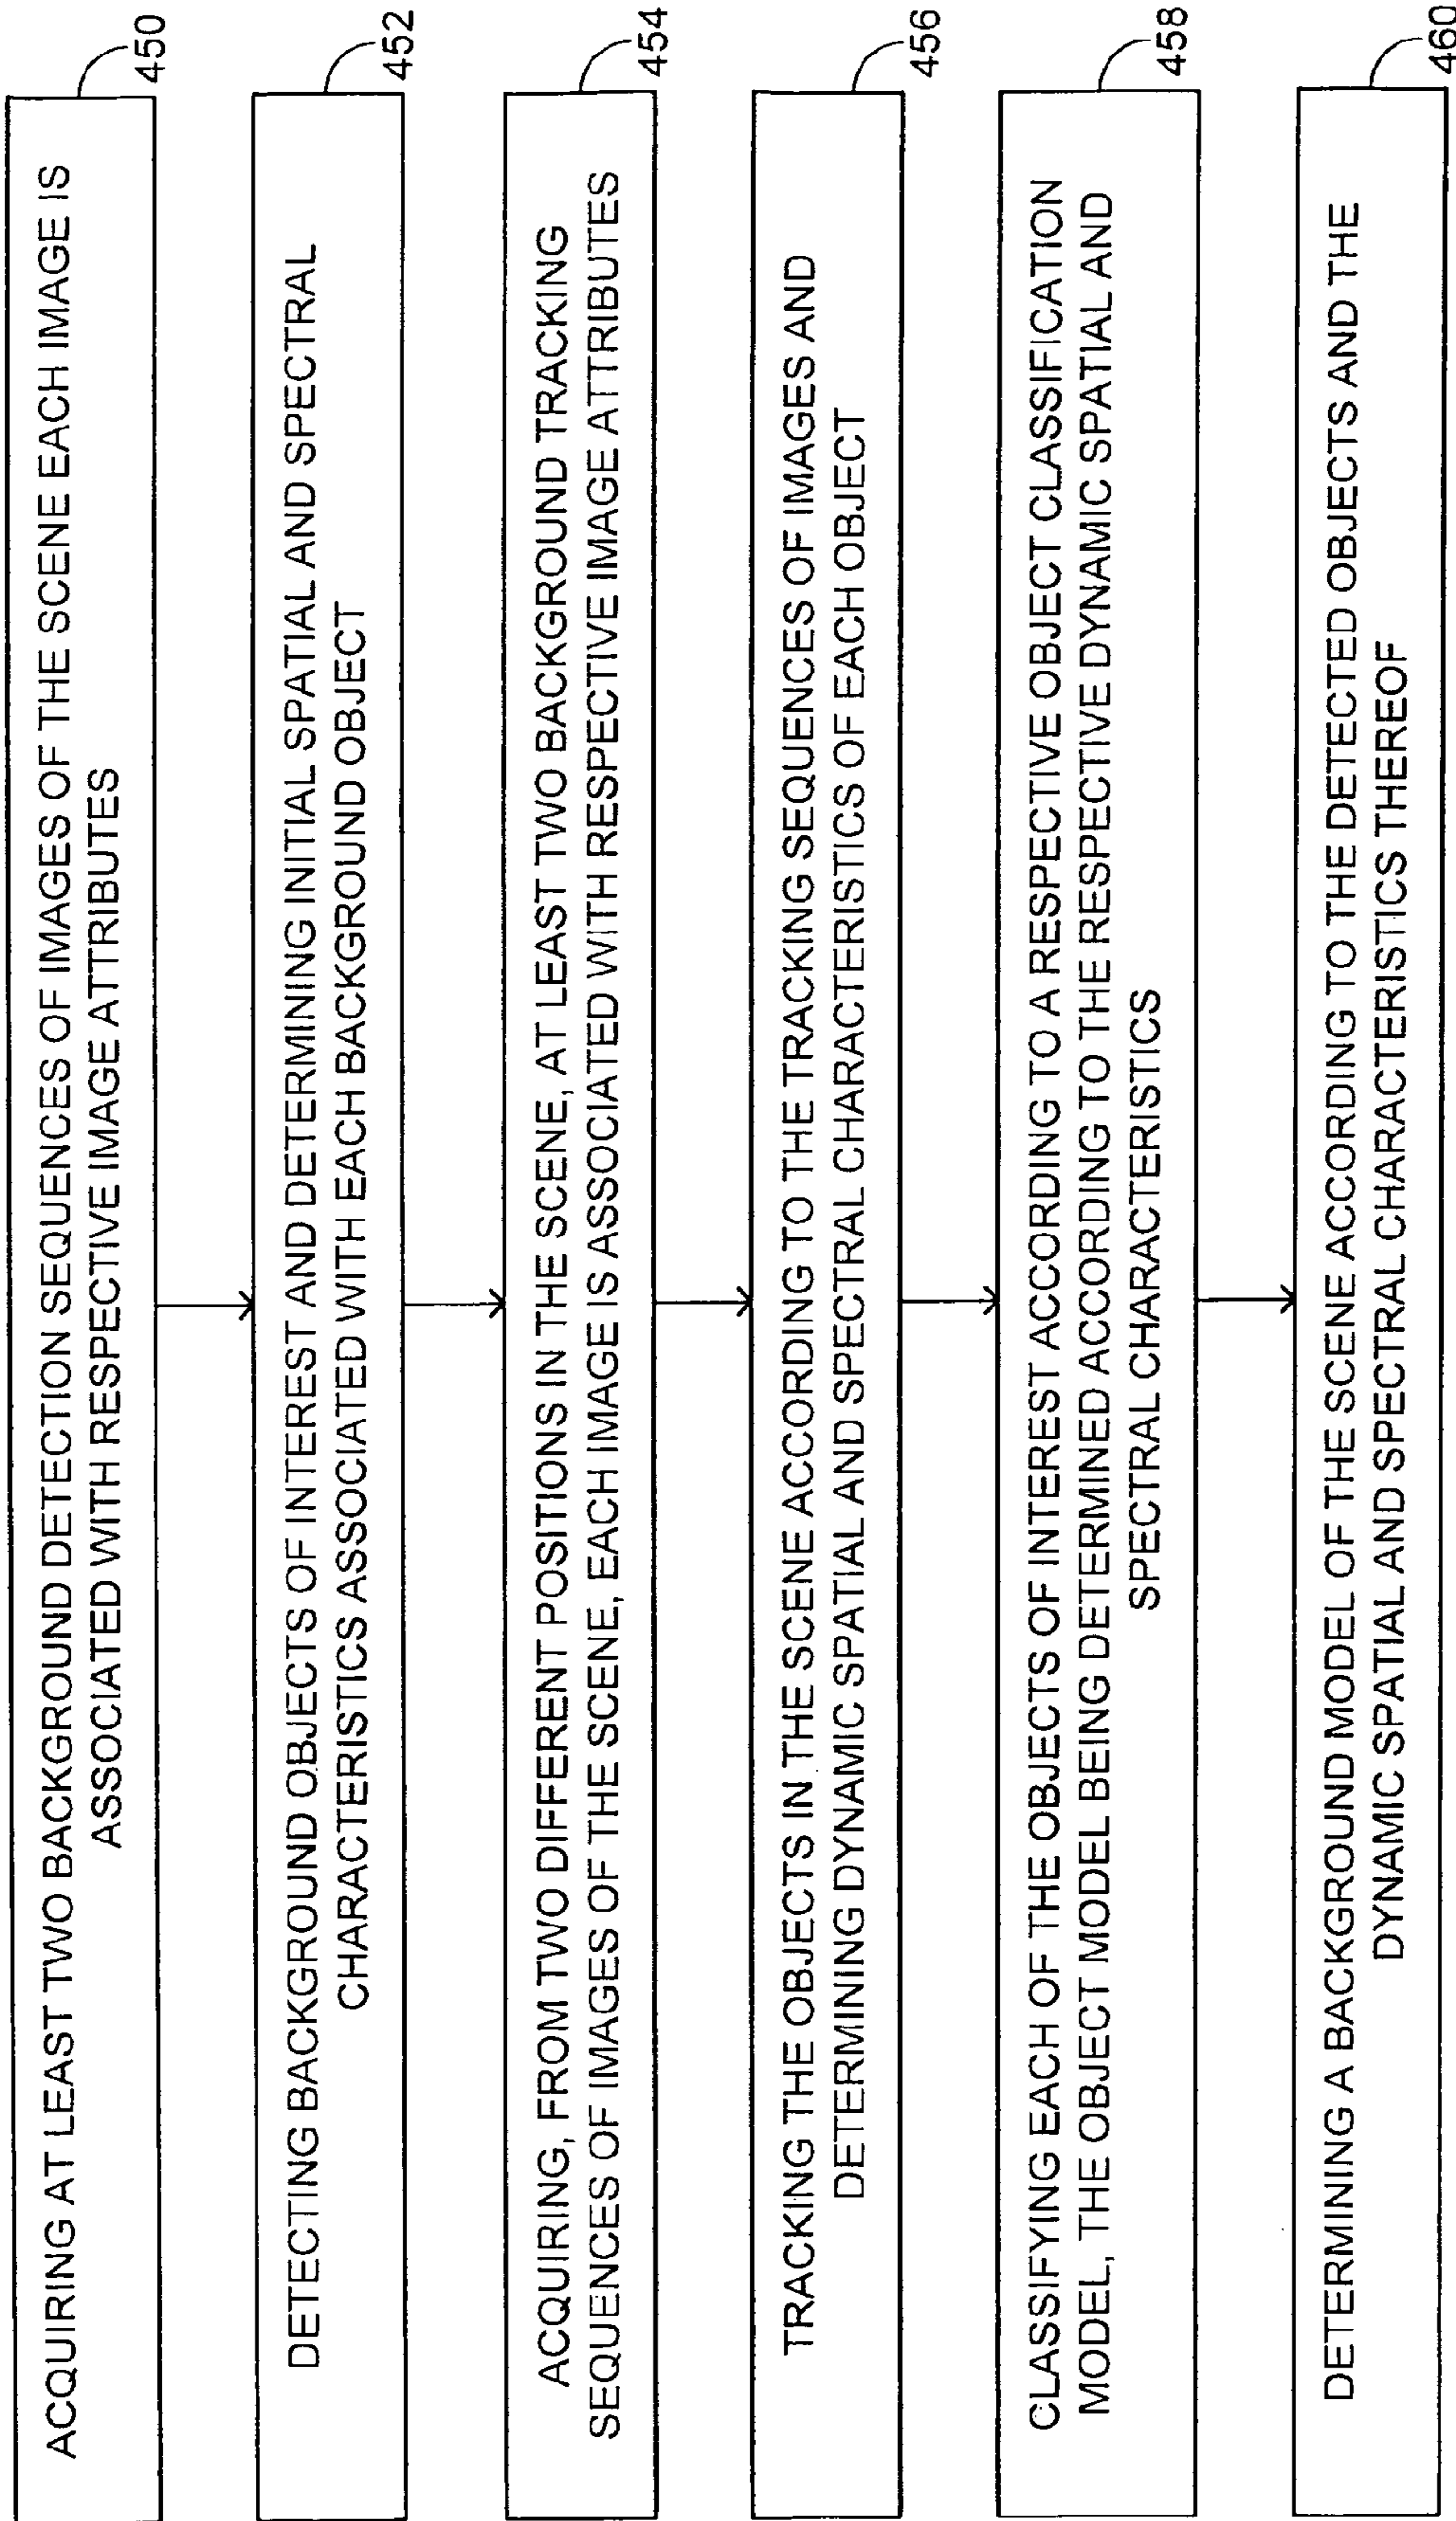 ACQUIRING AT LEAST TWO BACKGROUND DETECTION SEQUENCES OF IMAGES OF THE SCENE EACH IMAGE IS
ASSOCIATED WITH RESPECTIVE IMAGE ATTRIBUTES
450
DETECTING BACKGROUND OBJECTS OF INTEREST AND DETERMINING INITIAL SPATIAL AND SPECTRAL
CHARACTERISTICS ASSOCIATED WITH EACH BACKGROUND OBJECT
452
ACQUIRING, FROM TWO DIFFERENT POSITIONS IN THE SCENE, AT LEAST TWO BACKGROUND TRACKING
SEQUENCES OF IMAGES OF THE SCENE, EACH IMAGE IS ASSOCIATED WITH RESPECTIVE IMAGE ATTRIBUTES
454
TRACKING THE OBJECTS IN THE SCENE ACCORDING TO THE TRACKING SEQUENCES OF IMAGES AND
DETERMINING DYNAMIC SPATIAL AND SPECTRAL CHARACTERISTICS OF EACH OBJECT
456
CLASSIFYING EACH OF THE OBJECTS OF INTEREST ACCORDING TO A RESPECTIVE OBJECT CLASSIFICATION
MODEL, THE OBJECT MODEL BEING DETERMINED ACCORDING TO THE RESPECTIVE DYNAMIC SPATIAL AND
SPECTRAL CHARACTERISTICS
458
DETERMINING A BACKGROUND MODEL OF THE SCENE ACCORDING TO THE DETECTED OBJECTS AND THE
DYNAMIC SPATIAL AND SPECTRAL CHARACTERISTICS THEREOF
460